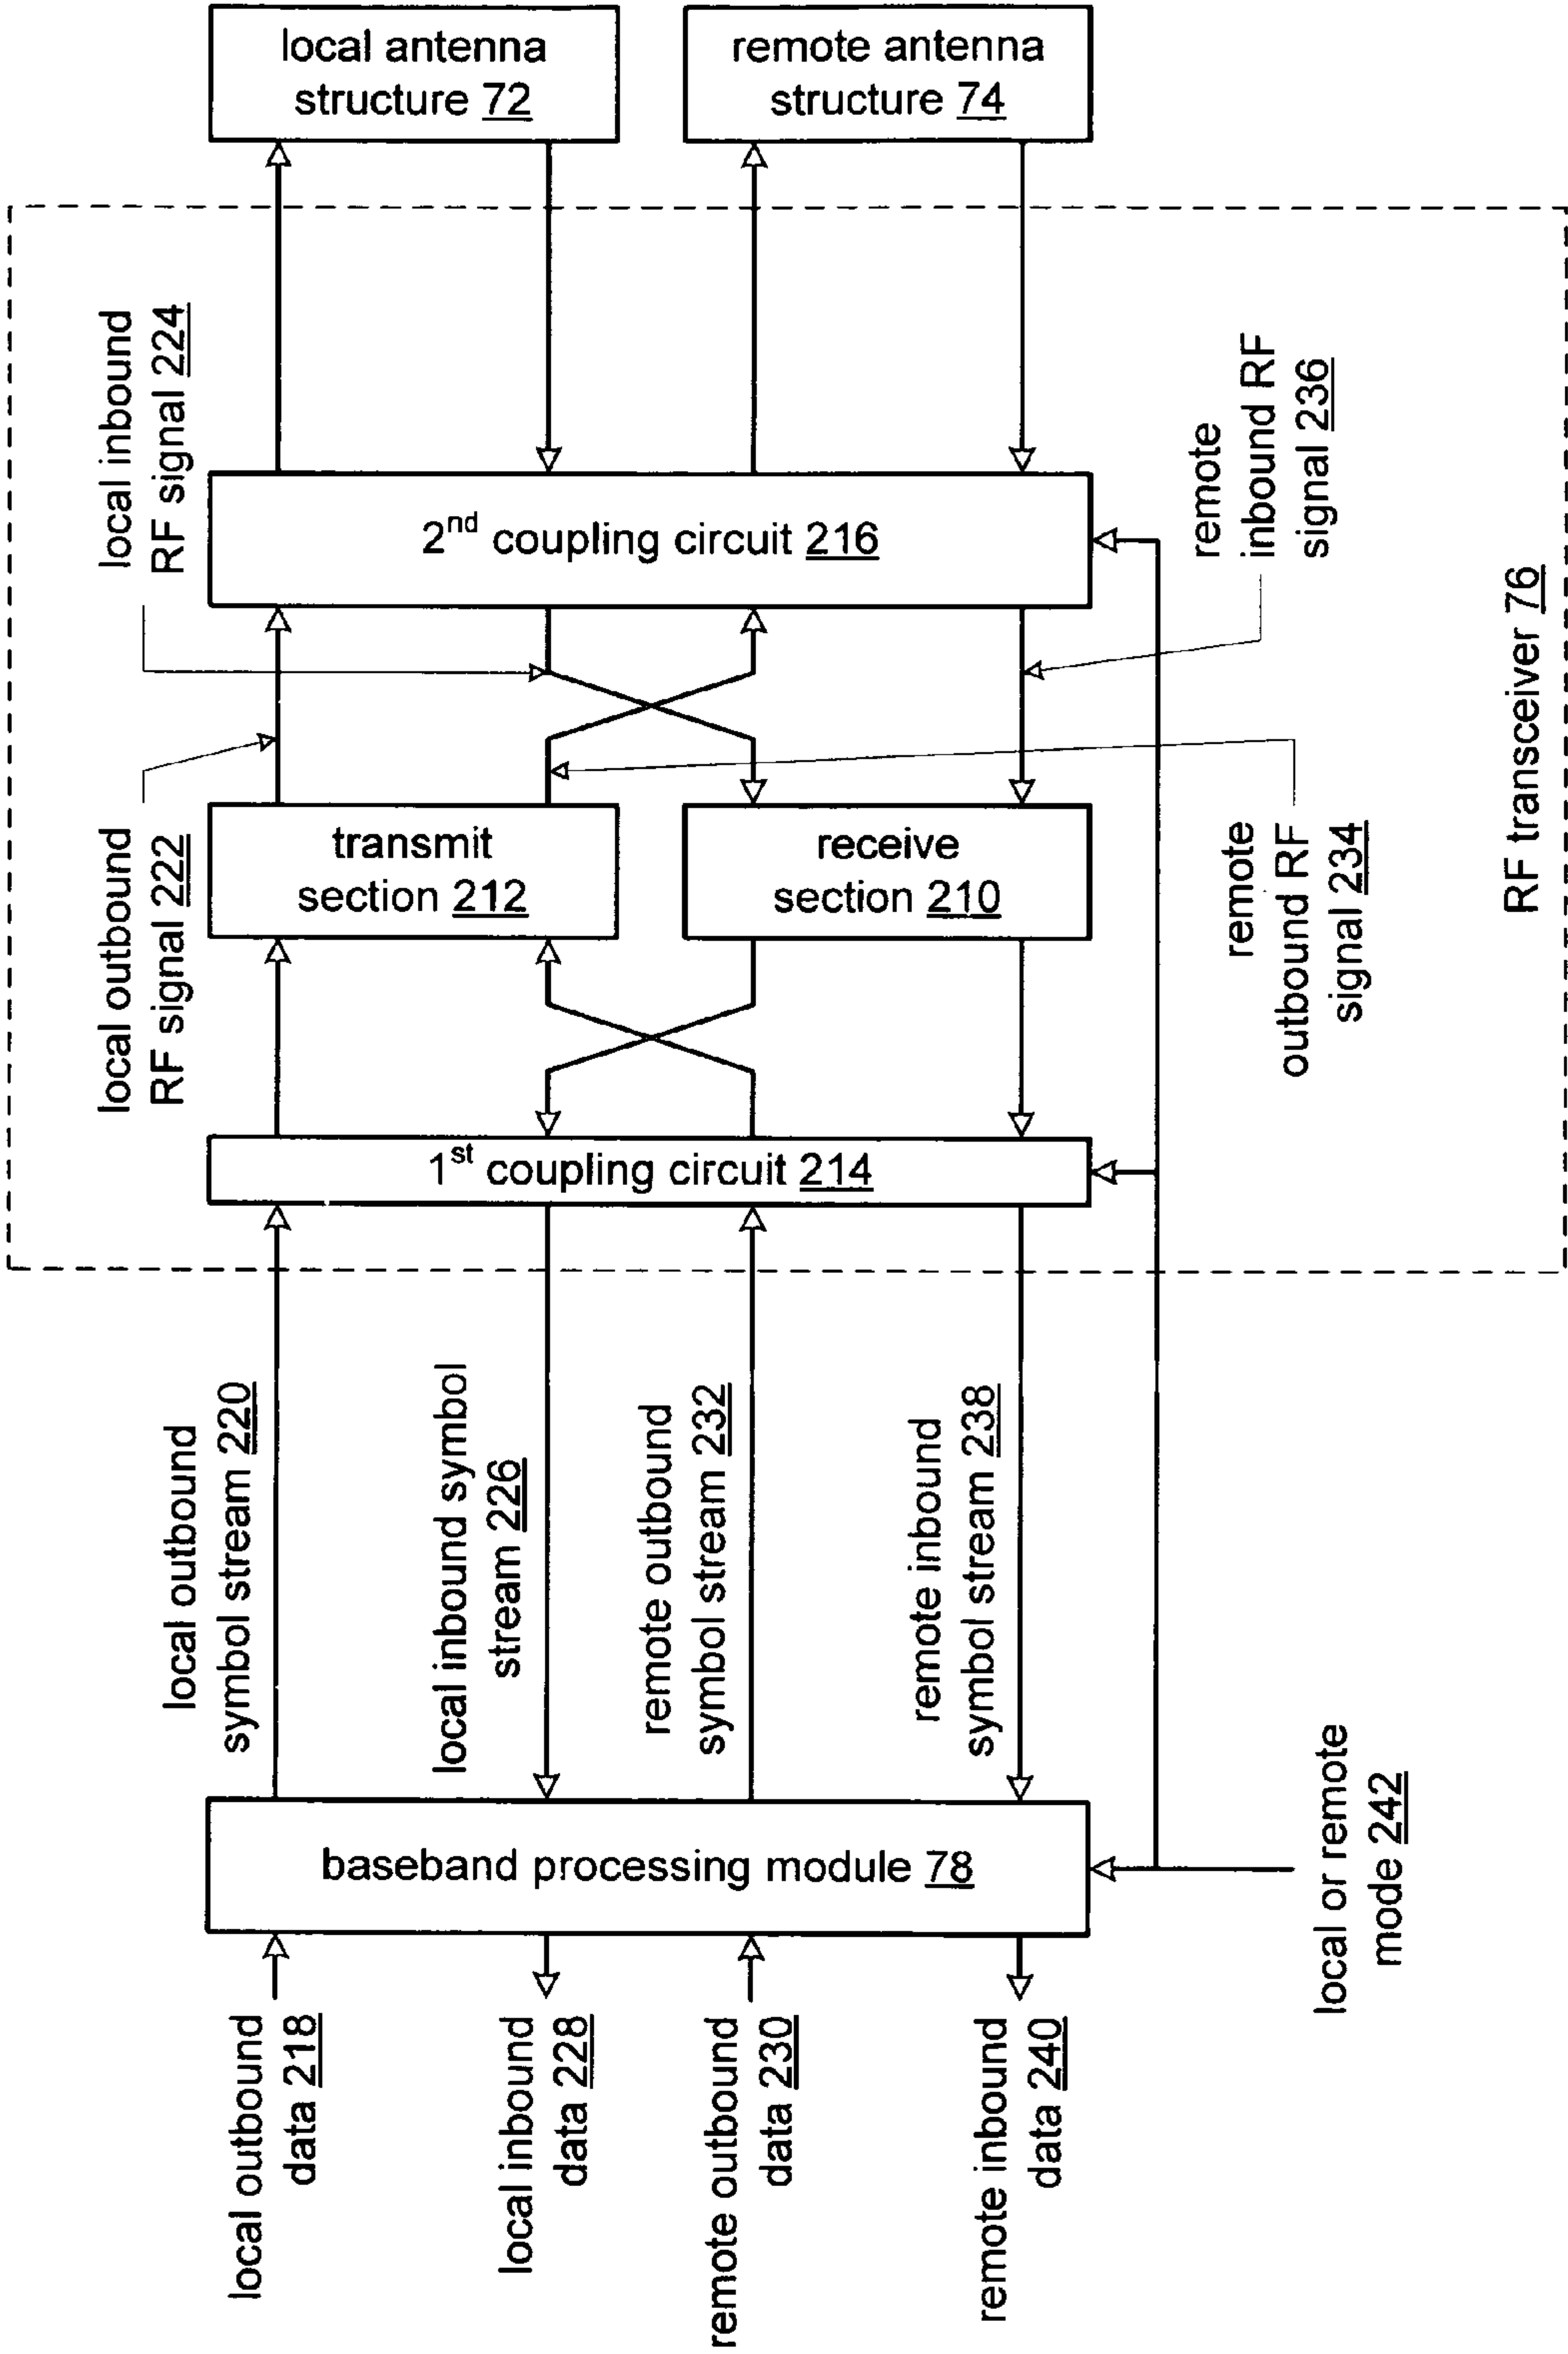 local antenna
structure 72
remote antenna
structure 74
local inbound
RF signal 224
2nd coupling circuit 216
remote
inbound RF
signal 236
local outbound
RF signal 222
transmit
section 212
receive
section 210
remote
outbound RF
signal 234
RF transceiver 76
1st coupling circuit 214
local outbound
symbol stream 220
local inbound symbol
stream 226
remote outbound
symbol stream 232
remote inbound
symbol stream 238
baseband processing module 78
local or remote
mode 242
local outbound
data 218
local inbound
data 228
remote outbound
data 230
remote inbound
data 240